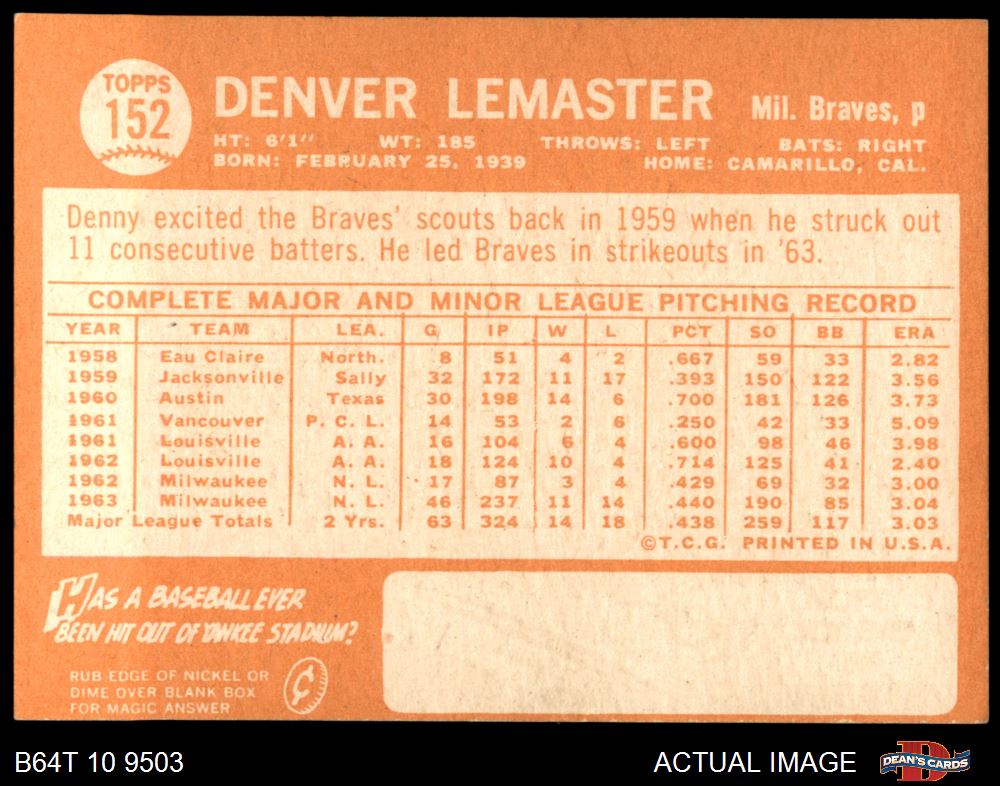 TOPPS
152
DENVER LEMASTER Mil. Braves, p
HT: 6'1" WT: 185 THROWS: LEFT BATS: RIGHT
BORN: FEBRUARY 25, 1939 HOME: CAMARILLO, CAL.
Denny excited the Braves' scouts back in 1959 when he struck out
11 consecutive batters. He led Braves in strikeouts in '63.
COMPLETE MAJOR AND MINOR LEAGUE PITCHING RECORD
YEAR TEAM LEA. G IP W L PCT SO BB ERA
1958 Eau Claire North. 8 51 4 2 .667 59 33 2.82
1959 Jacksonville Sally 32 172 11 17 .393 150 122 3.56
1960 Austin Texas 30 198 14 6 .700 181 126 3.73
1961 Vancouver P. C. L. 14 53 2 6 .250 42 33 5.09
1961 Louisville A. A. 16 104 6 4 .600 98 46 3.98
1962 Louisville A. A. 18 124 10 4 .714 125 41 2.40
1962 Milwaukee N. L. 17 87 3 4 .429 69 32 3.00
1963 Milwaukee N. L. 46 237 11 14 .440 190 85 3.04
Major League Totals 2 Yrs. 63 324 14 18 .438 259 117 3.03
©T.C.G. PRINTED IN U.S.A.
HAS A BASEBALL EVER
BEEN HIT OUT OF YANKEE STADIUM?
RUB EDGE OF NICKEL OR
DIME OVER BLANK BOX
FOR MAGIC ANSWER
¢
B64T 10 9503 ACTUAL IMAGE
D
DEAN'S CARDS